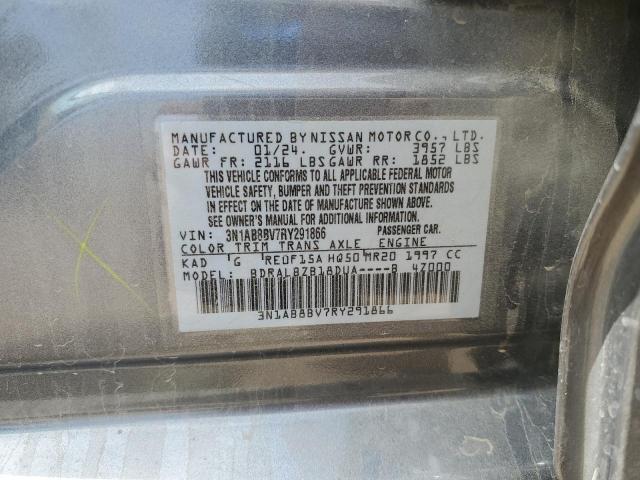 MANUFACTURED BY NISSAN MOTOR CO., LTD.
DATE: 01/24. GVWR: 3957 LBS
GAWR FR: 2116 LBS GAWR RR: 1852 LBS
THIS VEHICLE CONFORMS TO ALL APPLICABLE FEDERAL MOTOR
VEHICLE SAFETY, BUMPER AND THEFT PREVENTION STANDARDS
IN EFFECT ON THE DATE OF MANUFACTURE SHOWN ABOVE.
SEE OWNER'S MANUAL FOR ADDITIONAL INFORMATION.
VIN: 3N1AB8BV7RY291866 PASSENGER CAR.
COLOR TRIM TRANS AXLE ENGINE
KAD G RE0F15A HQ50 MR20 1997 CC
MODEL: BDRALBZB18DUA----B 47000
3N1AB8BV7RY291866